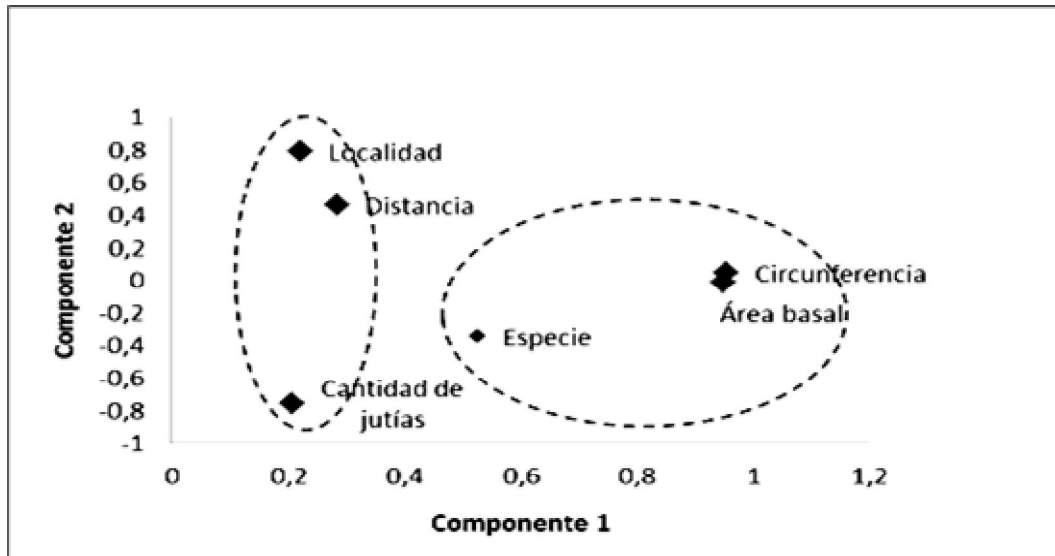 Componente 2
1
0,8
0,6
0,4
0,2
0
-0,2
-0,4
-0,6
-0,8
-1
Localidad
Distancia
Circunferencia
Área basal
Especie
Cantidad de
jutías
0
0,2
0,4
0,6
0,8
1
1,2
Componente 1